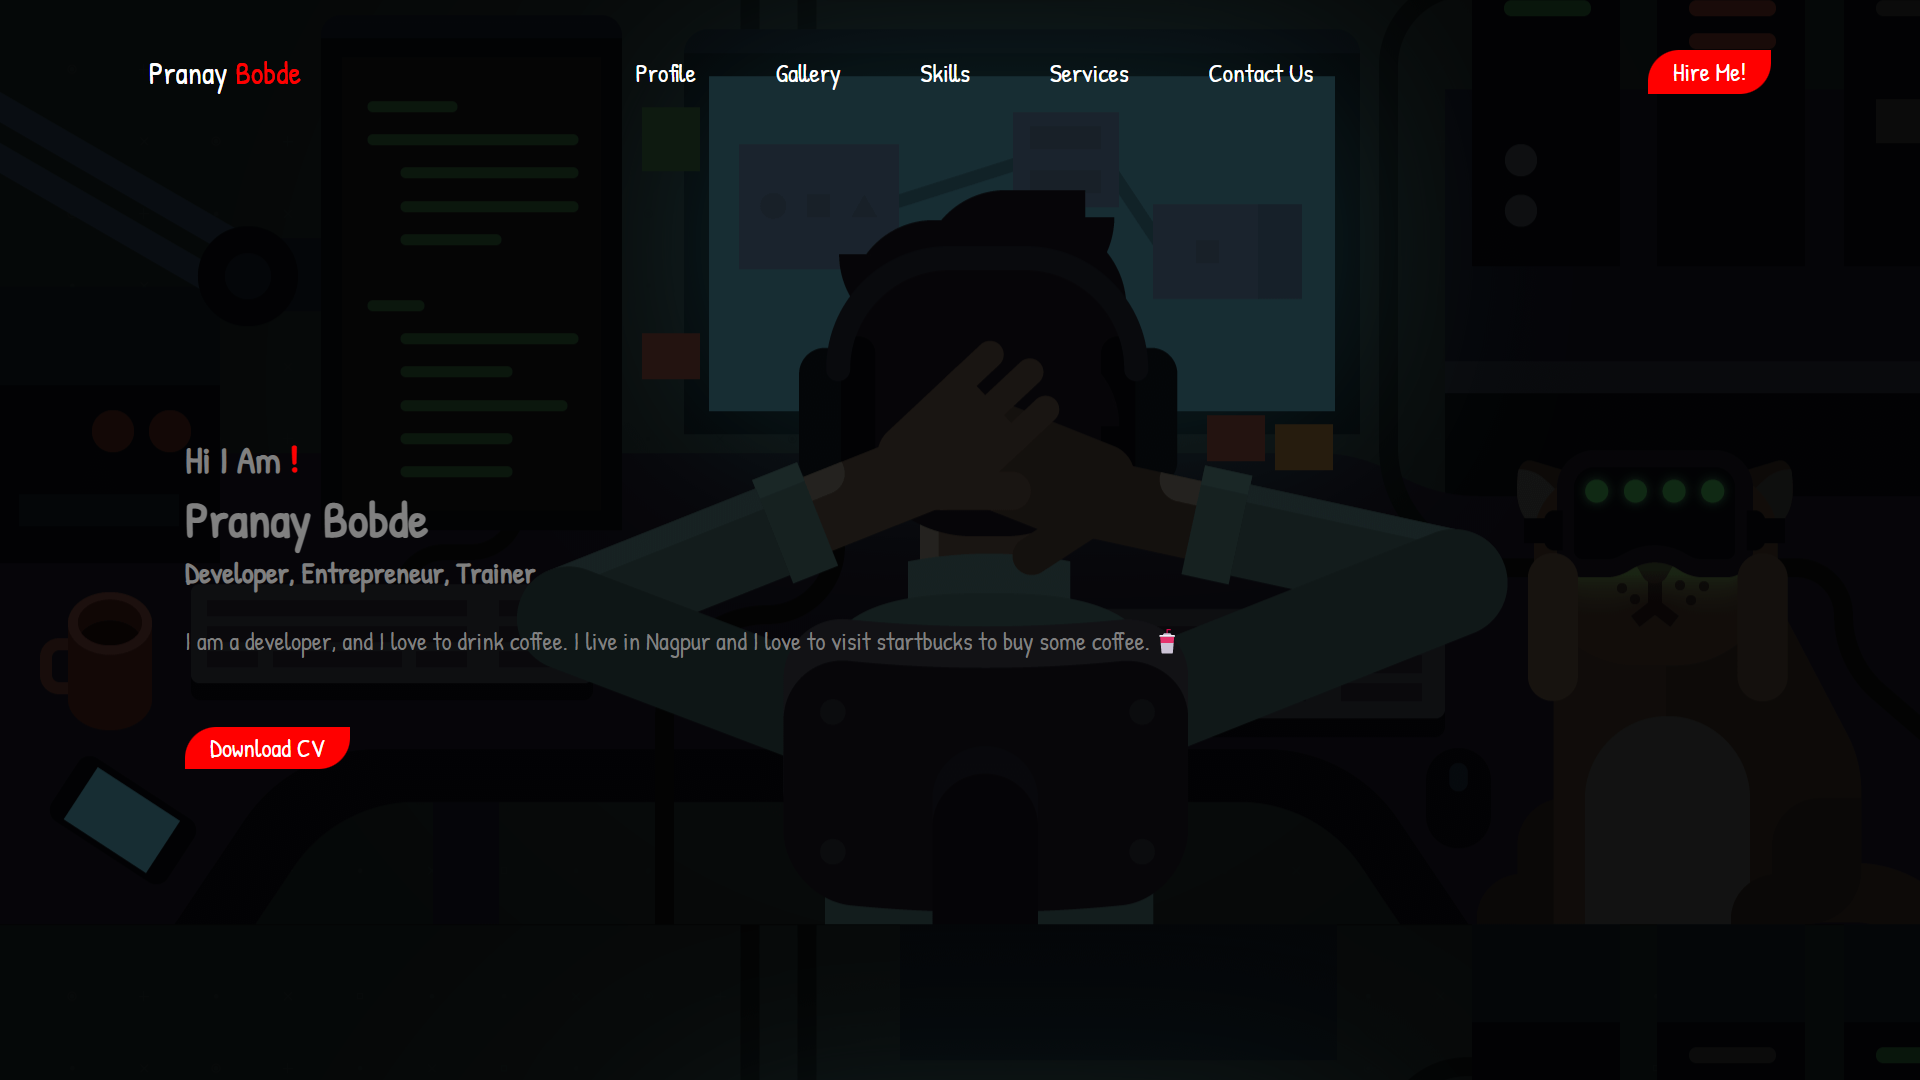 Pranay Bobde
Profile
Gallery
Skills
Services
Contact Us
Hire Me!
Hi I Am !
Pranay Bobde
Developer, Entrepreneur, Trainer
I am a developer, and I love to drink coffee. I live in Nagpur and I love to visit startbucks to buy some coffee. 🥤
Download CV